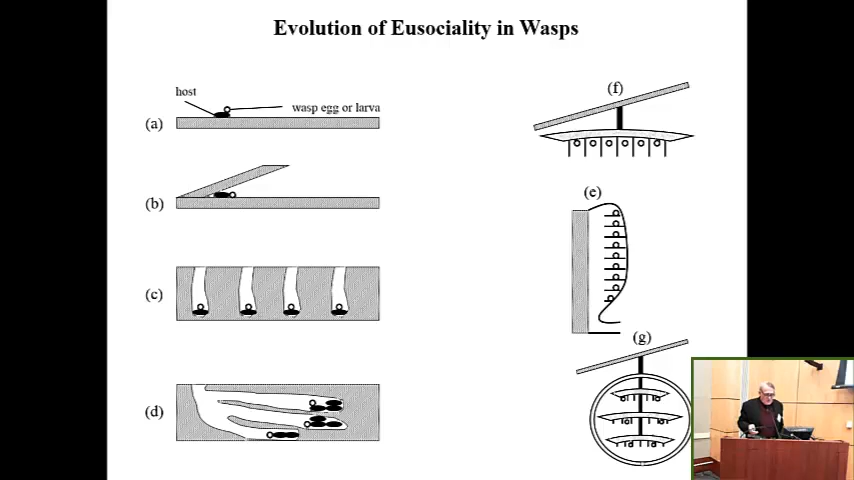 Evolution of Eusociality in Wasps
host
wasp egg or larva
(a)
(b)
(c)
(d)
(f)
(e)
(g)